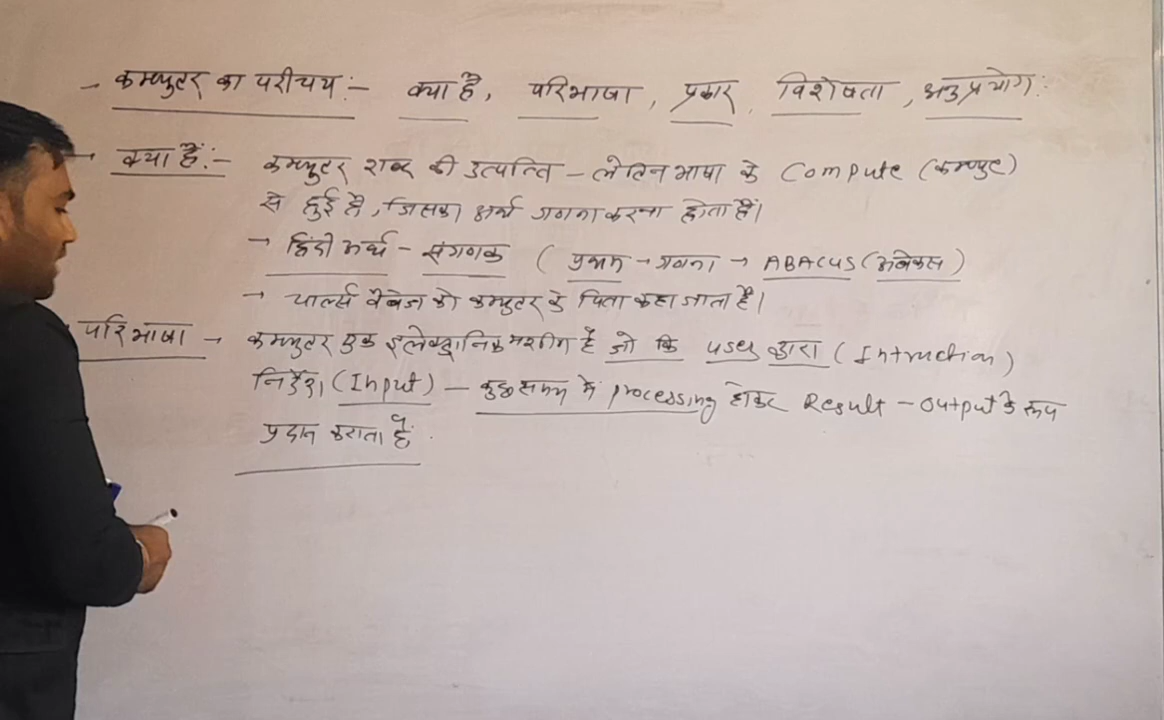 → कम्प्युटर का परीचय :- क्या है, परिभाषा, प्रकार, विशेषता, अनुप्रयोग:
→ क्या हैं:- कम्प्युटर शब्द की उत्पत्ति - लेतिन भाषा के Compute (कम्प्युट)
से हुई है, जिसका अर्थ गणना करना होता हैं।
→ हिंदी अर्थ - संगणक ( प्रथम → गणना → ABACUS (अबेकस)
→ चार्ल्स बैबेज को कम्प्युटर के पिता कहा जाता है।
परिभाषा → कम्प्युटर एक इलेक्ट्रानिक मशीन है जो कि user द्वारा (Intruction)
निर्देश (Input) - कुछ समय में processing होकर Result - output के रूप
प्रदान कराता है.